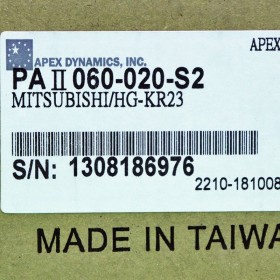 APEX
APEX DYNAMICS, INC.
PA II 060-020-S2
MITSUBISHI/HG-KR23
S/N: 1308186976
2210-181008
MADE IN TAIWA